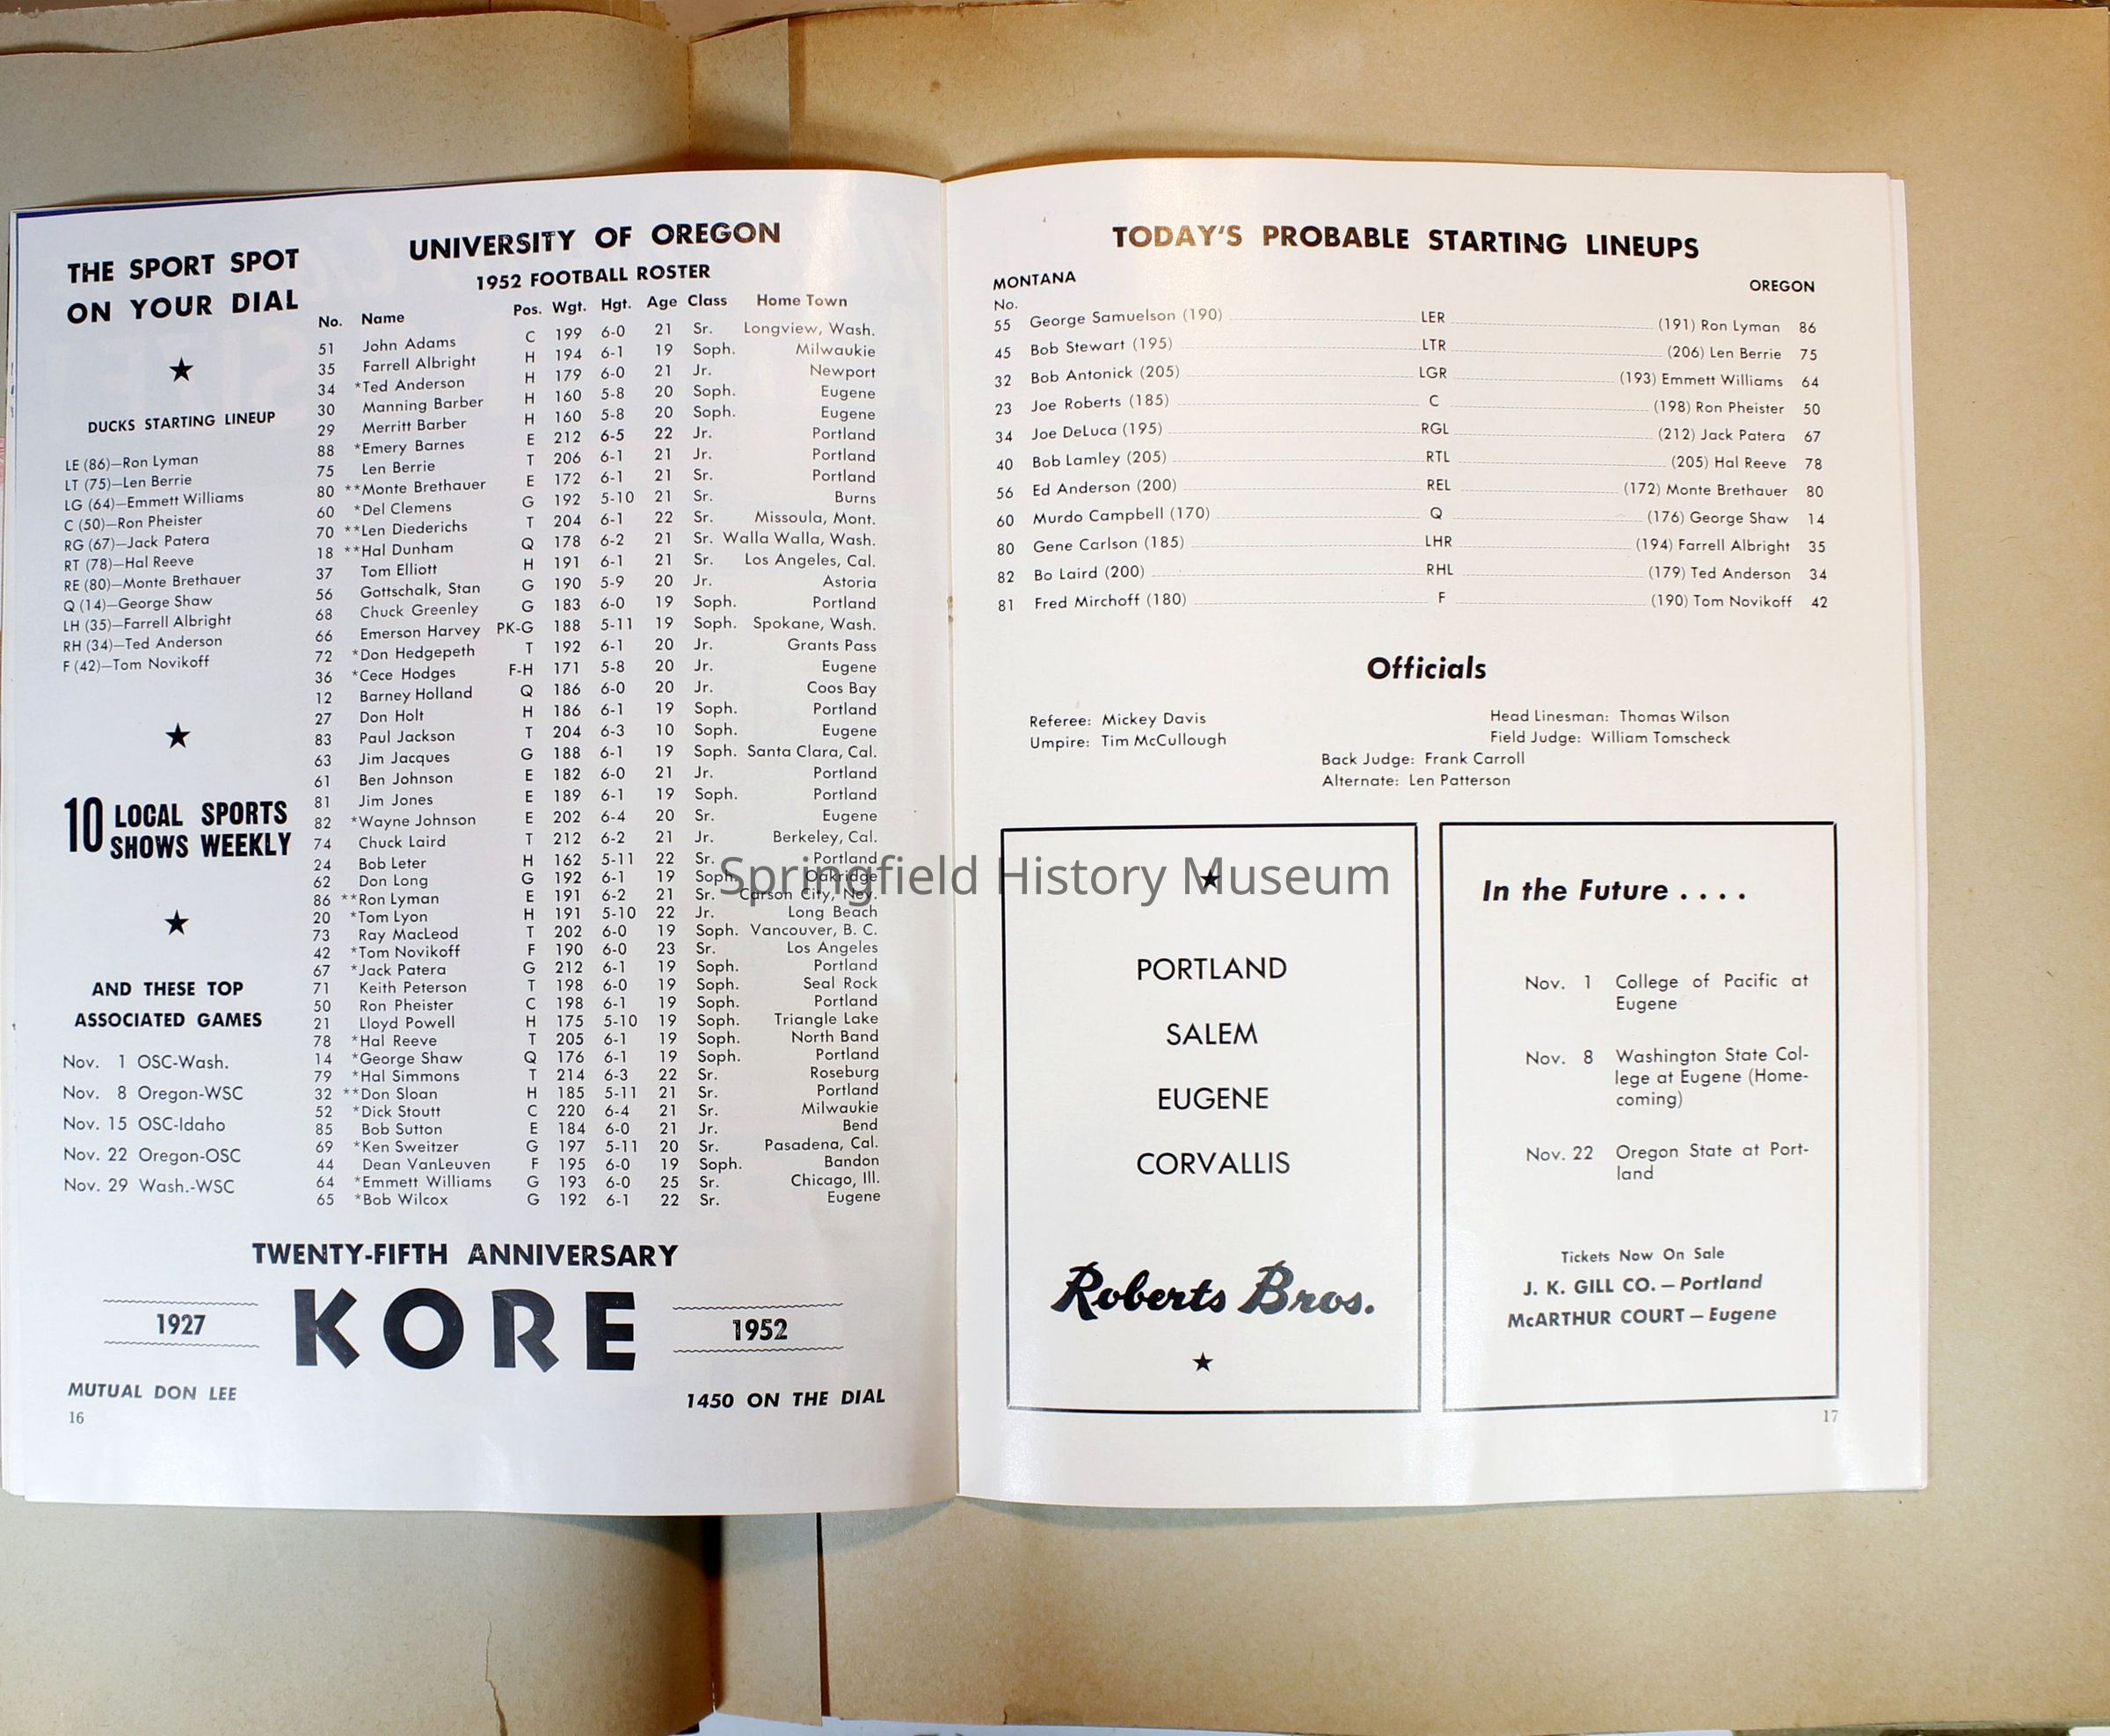 THE SPORT SPOT
ON YOUR DIAL
★
DUCKS STARTING LINEUP
LE (86)—Ron Lyman
LT (75)—Len Berrie
LG (64)—Emmett Williams
C (50)—Ron Pheister
RG (67)—Jack Patera
RT (78)—Hal Reeve
RE (80)—Monte Brethauer
Q (14)—George Shaw
LH (35)—Farrell Albright
RH (34)—Ted Anderson
F (42)—Tom Novikoff
★
10 LOCAL SPORTS
SHOWS WEEKLY
★
AND THESE TOP
ASSOCIATED GAMES
Nov. 1 OSC-Wash.
Nov. 8 Oregon-WSC
Nov. 15 OSC-Idaho
Nov. 22 Oregon-OSC
Nov. 29 Wash.-WSC
UNIVERSITY OF OREGON
1952 FOOTBALL ROSTER
No. Name Pos. Wgt. Hgt. Age Class Home Town
51 John Adams C 199 6-0 21 Sr. Longview, Wash.
35 Farrell Albright H 194 6-1 19 Soph. Milwaukie
34 *Ted Anderson H 179 6-0 21 Jr. Newport
30 Manning Barber H 160 5-8 20 Soph. Eugene
29 Merritt Barber H 160 5-8 20 Soph. Eugene
88 *Emery Barnes E 212 6-5 22 Jr. Portland
75 Len Berrie T 206 6-1 21 Jr. Portland
80 **Monte Brethauer E 172 6-1 21 Sr. Portland
60 *Del Clemens G 192 5-10 21 Sr. Burns
70 **Len Diederichs T 204 6-1 22 Sr. Missoula, Mont.
18 **Hal Dunham Q 178 6-2 21 Sr. Walla Walla, Wash.
37 Tom Elliott H 191 6-1 21 Sr. Los Angeles, Cal.
56 Gottschalk, Stan G 190 5-9 20 Jr. Astoria
68 Chuck Greenley G 183 6-0 19 Soph. Portland
66 Emerson Harvey PK-G 188 5-11 19 Soph. Spokane, Wash.
72 *Don Hedgepeth T 192 6-1 20 Jr. Grants Pass
36 *Cece Hodges F-H 171 5-8 20 Jr. Eugene
12 Barney Holland Q 186 6-0 20 Jr. Coos Bay
27 Don Holt H 186 6-1 19 Soph. Portland
83 Paul Jackson T 204 6-3 10 Soph. Eugene
63 Jim Jacques G 188 6-1 19 Soph. Santa Clara, Cal.
61 Ben Johnson E 182 6-0 21 Jr. Portland
81 Jim Jones E 189 6-1 19 Soph. Portland
82 *Wayne Johnson E 202 6-4 20 Sr. Eugene
74 Chuck Laird T 212 6-2 21 Jr. Berkeley, Cal.
24 Bob Leter H 162 5-11 22 Sr. Portland
62 Don Long G 192 6-1 19 Soph. Oakridge
86 **Ron Lyman E 191 6-2 21 Sr. Carson City, Nev.
20 *Tom Lyon H 191 5-10 22 Jr. Long Beach
73 Ray MacLeod T 202 6-0 19 Soph. Vancouver, B. C.
42 *Tom Novikoff F 190 6-0 23 Sr. Los Angeles
67 *Jack Patera G 212 6-1 19 Soph. Portland
71 Keith Peterson T 198 6-0 19 Soph. Seal Rock
50 Ron Pheister C 198 6-1 19 Soph. Portland
21 Lloyd Powell H 175 5-10 19 Soph. Triangle Lake
78 *Hal Reeve T 205 6-1 19 Soph. North Band
14 *George Shaw Q 176 6-1 19 Soph. Portland
79 *Hal Simmons T 214 6-3 22 Sr. Roseburg
32 **Don Sloan H 185 5-11 21 Sr. Portland
52 *Dick Stoutt C 220 6-4 21 Sr. Milwaukie
85 Bob Sutton E 184 6-0 21 Jr. Bend
69 *Ken Sweitzer G 197 5-11 20 Sr. Pasadena, Cal.
44 Dean VanLeuven F 195 6-0 19 Soph. Bandon
64 *Emmett Williams G 193 6-0 25 Sr. Chicago, Ill.
65 *Bob Wilcox G 192 6-1 22 Sr. Eugene
TWENTY-FIFTH ANNIVERSARY
1927 KORE 1952
MUTUAL DON LEE 1450 ON THE DIAL
16
TODAY'S PROBABLE STARTING LINEUPS
MONTANA OREGON
No.
55 George Samuelson (190) LER (191) Ron Lyman 86
45 Bob Stewart (195) LTR (206) Len Berrie 75
32 Bob Antonick (205) LGR (193) Emmett Williams 64
23 Joe Roberts (185) C (198) Ron Pheister 50
34 Joe DeLuca (195) RGL (212) Jack Patera 67
40 Bob Lamley (205) RTL (205) Hal Reeve 78
56 Ed Anderson (200) REL (172) Monte Brethauer 80
60 Murdo Campbell (170) Q (176) George Shaw 14
80 Gene Carlson (185) LHR (194) Farrell Albright 35
82 Bo Laird (200) RHL (179) Ted Anderson 34
81 Fred Mirchoff (180) F (190) Tom Novikoff 42
Officials
Referee: Mickey Davis Head Linesman: Thomas Wilson
Umpire: Tim McCullough Field Judge: William Tomscheck
Back Judge: Frank Carroll
Alternate: Len Patterson
Springfield History Museum
★
PORTLAND
SALEM
EUGENE
CORVALLIS
Roberts Bros.
★
In the Future . . . .
Nov. 1 College of Pacific at
Eugene
Nov. 8 Washington State Col-
lege at Eugene (Home-
coming)
Nov. 22 Oregon State at Port-
land
Tickets Now On Sale
J. K. GILL CO. — Portland
McARTHUR COURT — Eugene
17